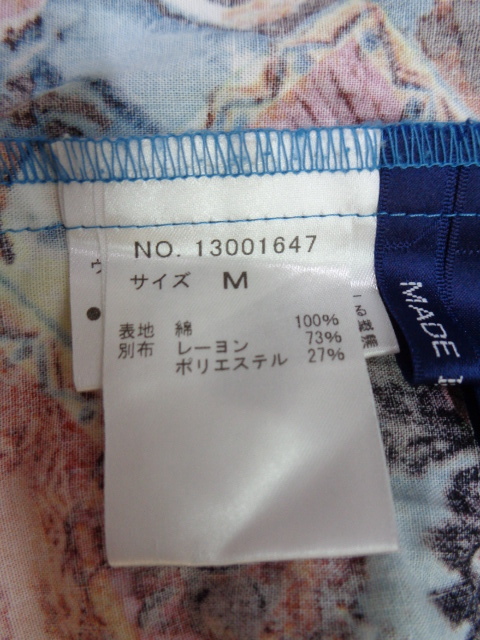 NO. 13001647
サイズ M
表地 綿 100%
別布 レーヨン 73%
ポリエステル 27%
MADE